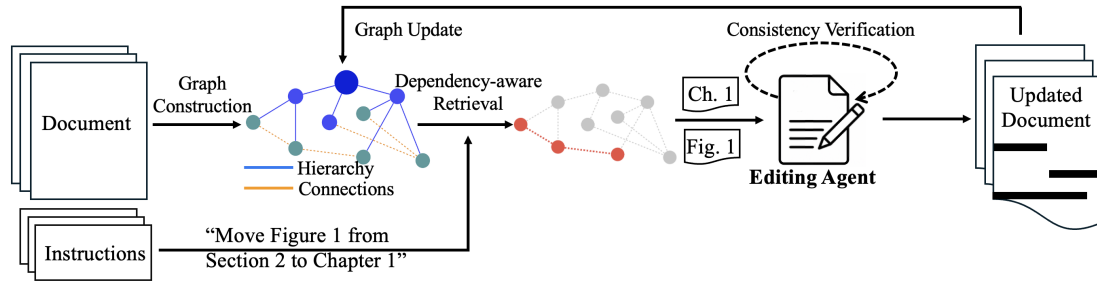 Document
Instructions
Graph
Construction
Graph Update
Hierarchy
Connections
Dependency-aware
Retrieval
“Move Figure 1 from
Section 2 to Chapter 1”
Ch. 1
Fig. 1
Consistency Verification
Editing Agent
Updated
Document